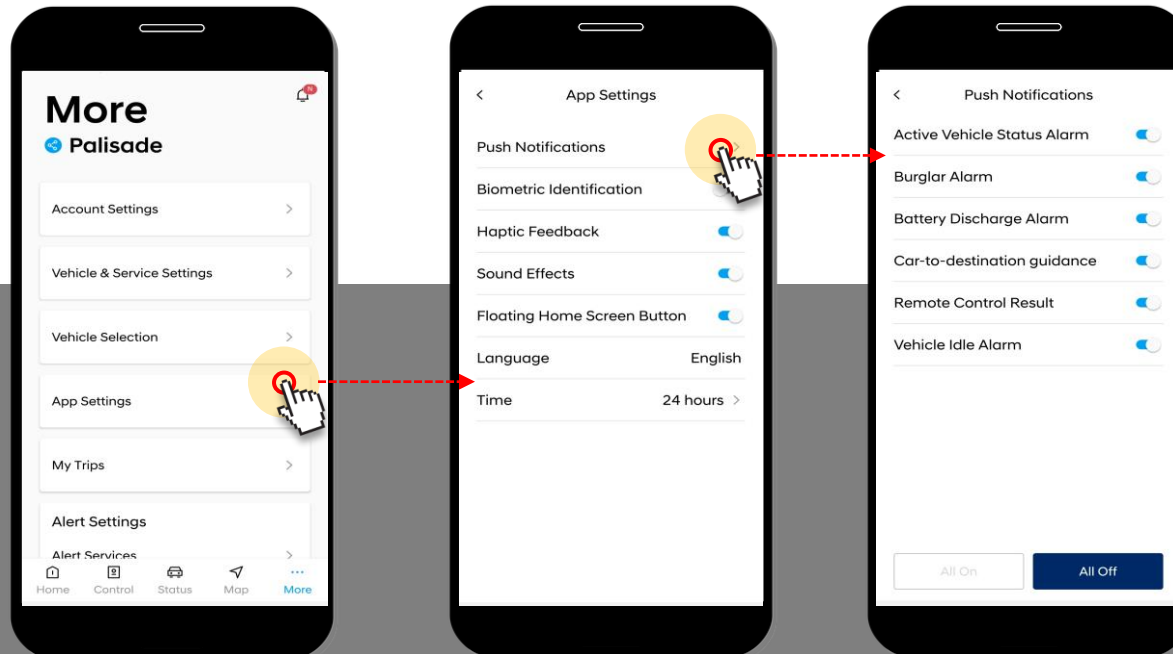 More
Palisade
N
Account Settings
Vehicle & Service Settings
Vehicle Selection
App Settings
My Trips
Alert Settings
Alert Services
Home Control Status Map More
App Settings
Push Notifications
Biometric Identification
Haptic Feedback
Sound Effects
Floating Home Screen Button
Language English
Time 24 hours
Push Notifications
Active Vehicle Status Alarm
Burglar Alarm
Battery Discharge Alarm
Car-to-destination guidance
Remote Control Result
Vehicle Idle Alarm
All On All Off